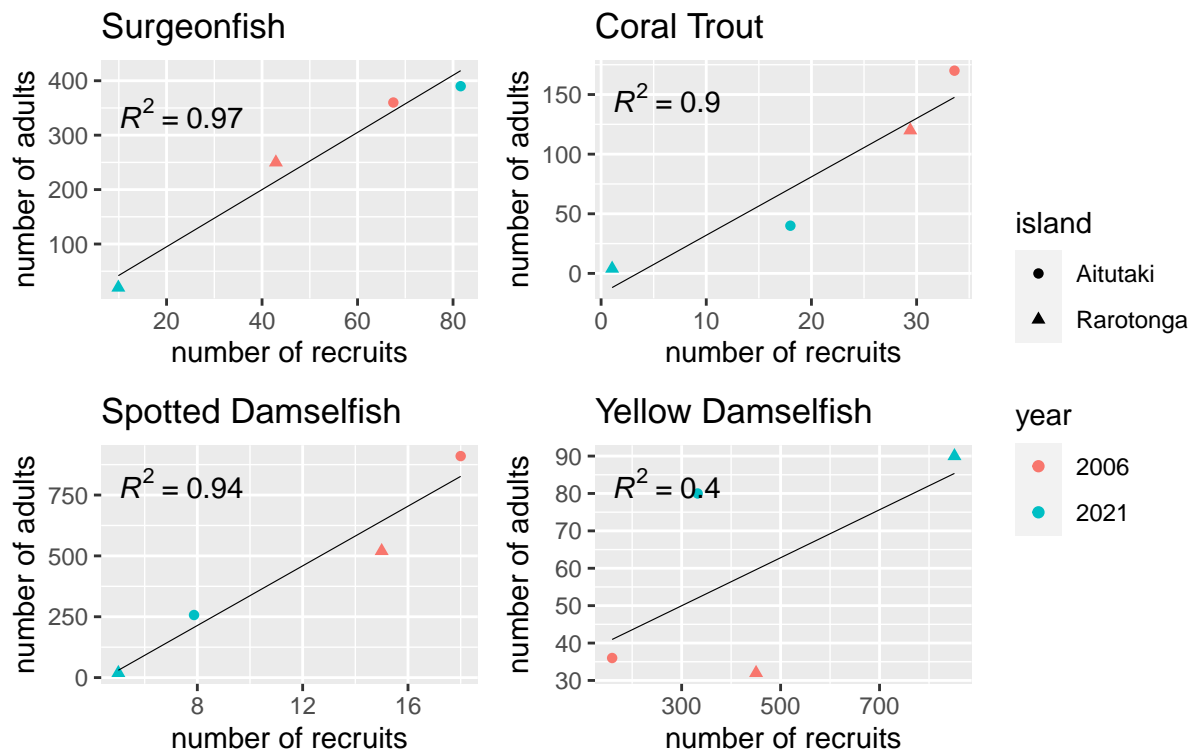 Surgeonfish
number of adults
400
300
200
100
R² = 0.97
20 40 60 80
number of recruits
Coral Trout
number of adults
150
100
50
0
R² = 0.9
0 10 20 30
number of recruits
Spotted Damselfish
number of adults
750
500
250
0
R² = 0.94
8 12 16
number of recruits
Yellow Damselfish
number of adults
90
80
70
60
50
40
30
R² = 0.4
300 500 700
number of recruits
island
Aitutaki
Rarotonga
year
2006
2021